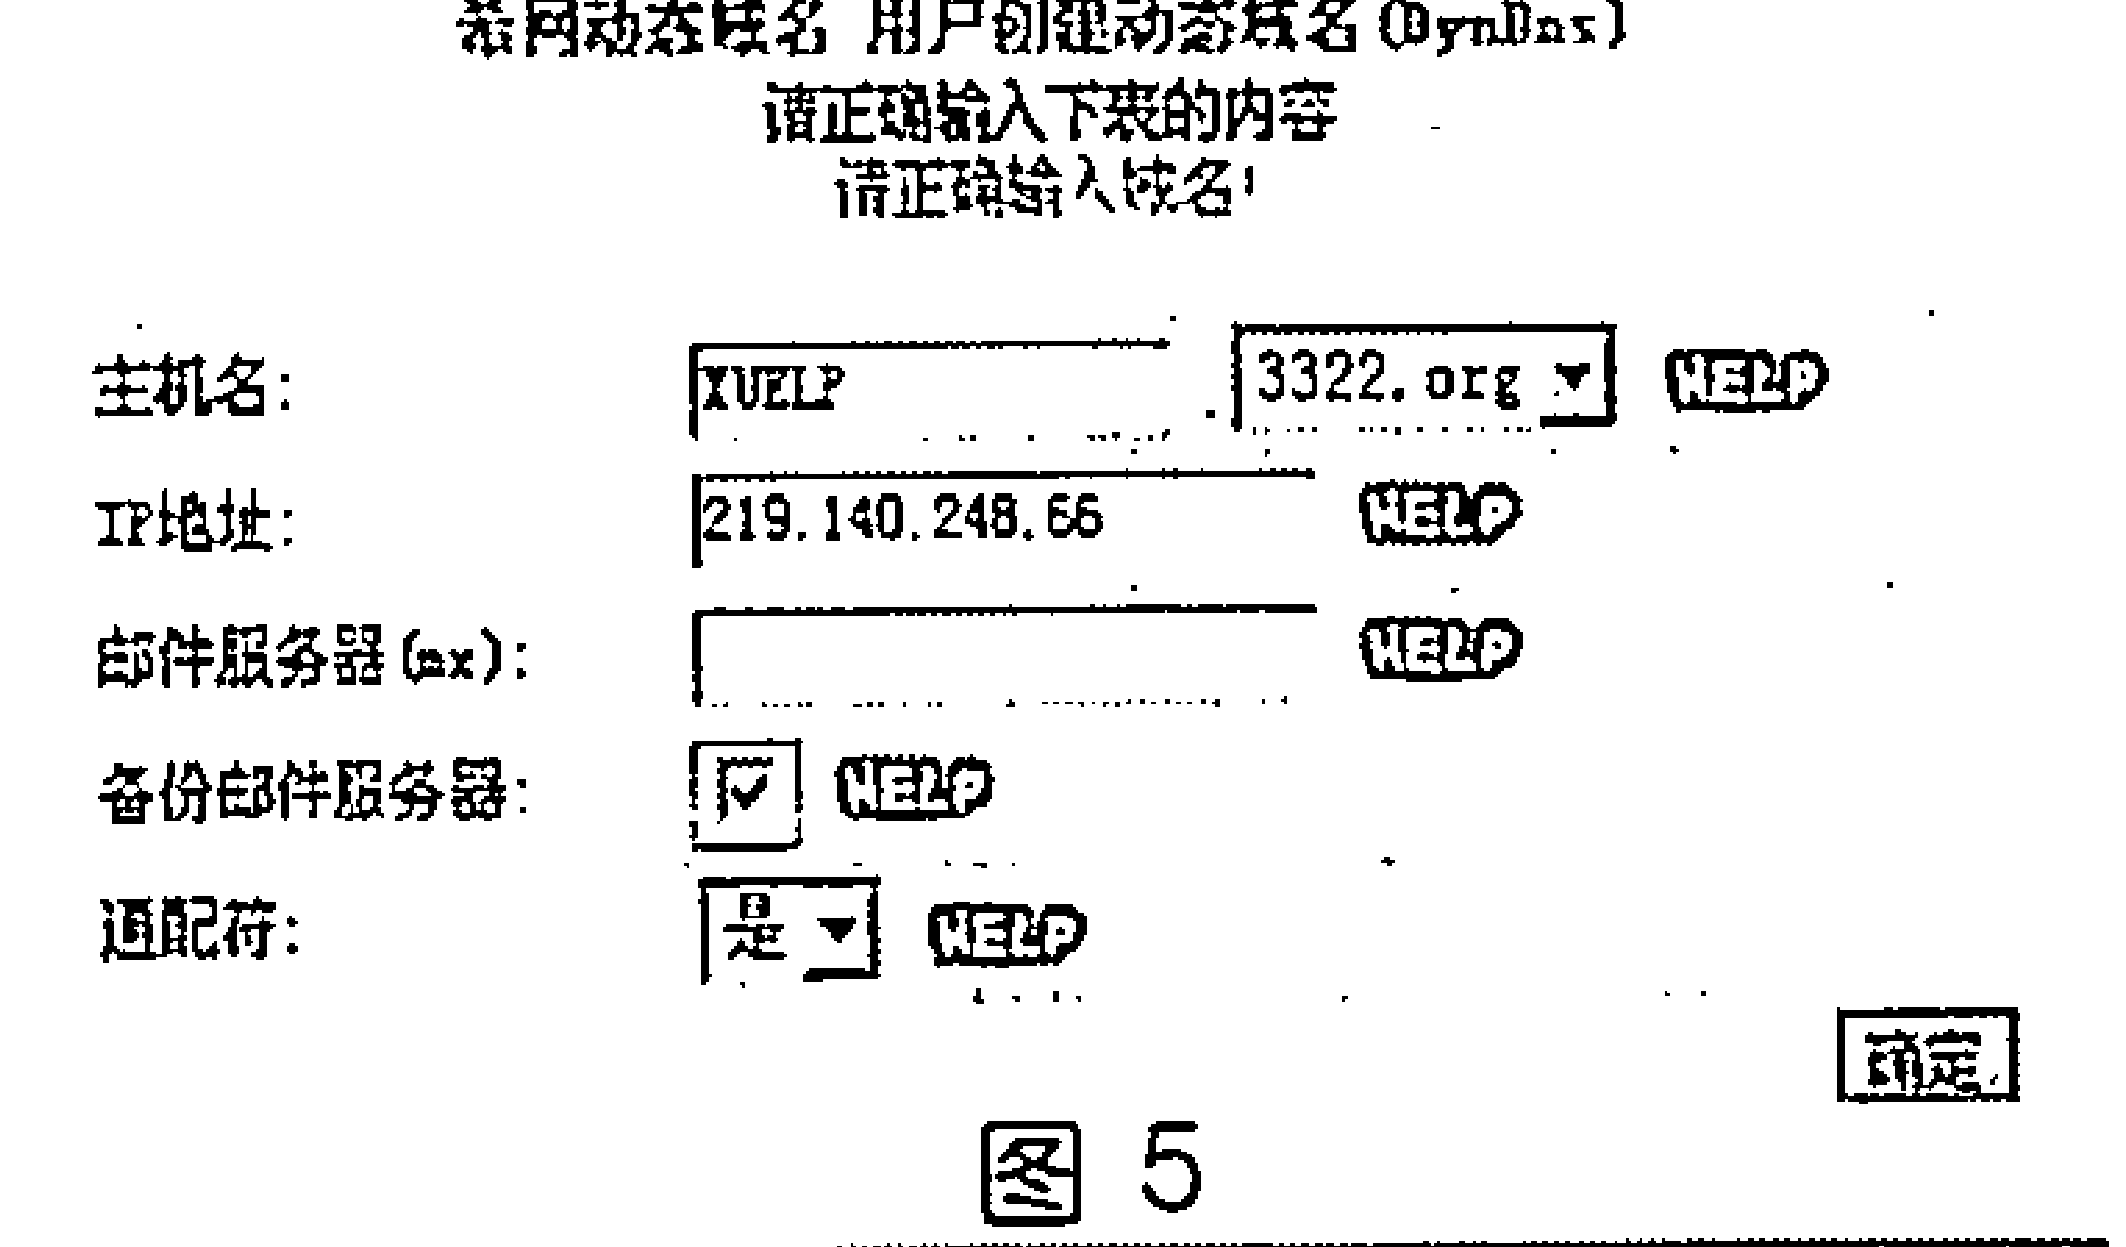 希网动态域名 用户创建动态域名(DynDns)
请正确输入下表的内容
请正确输入域名!
主机名: XUELP . 3322.org HELP
IP地址: 219.140.248.66 HELP
邮件服务器(mx): HELP
备份邮件服务器: HELP
通配符: 是 HELP
确定
图 5